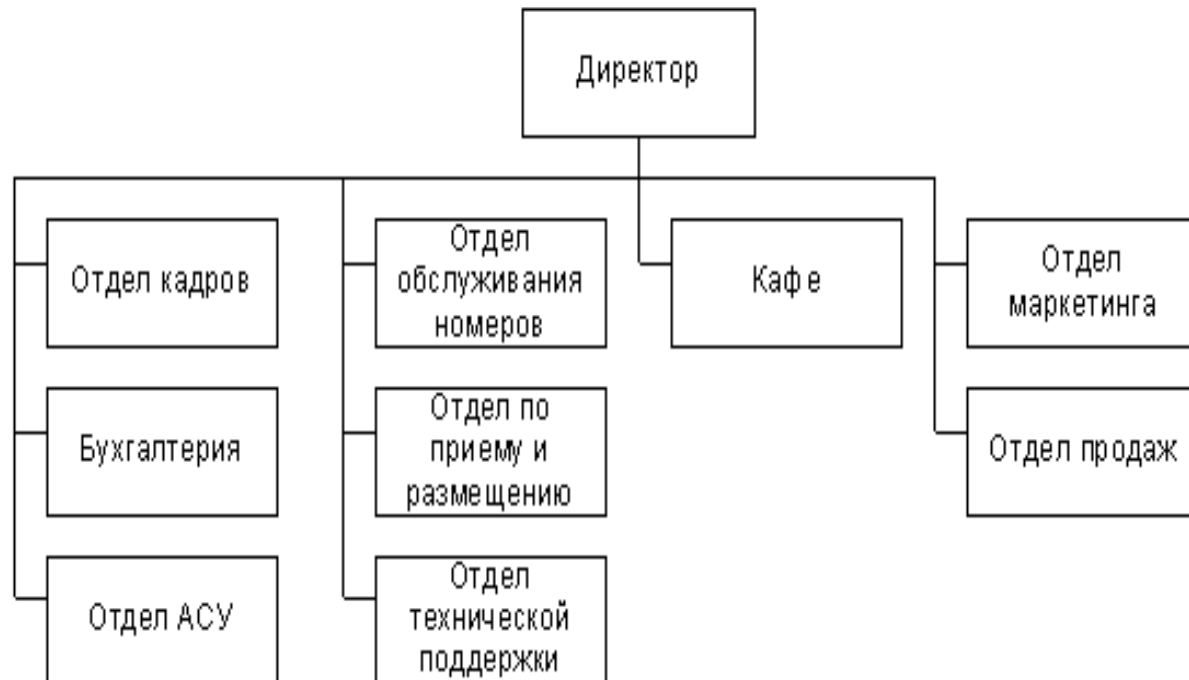 Директор
Отдел кадров
Отдел
обслуживания
номеров
Кафе
Отдел
маркетинга
Бухгалтерия
Отдел по
приему и
размещению
Отдел продаж
Отдел АСУ
Отдел
технической
поддержки